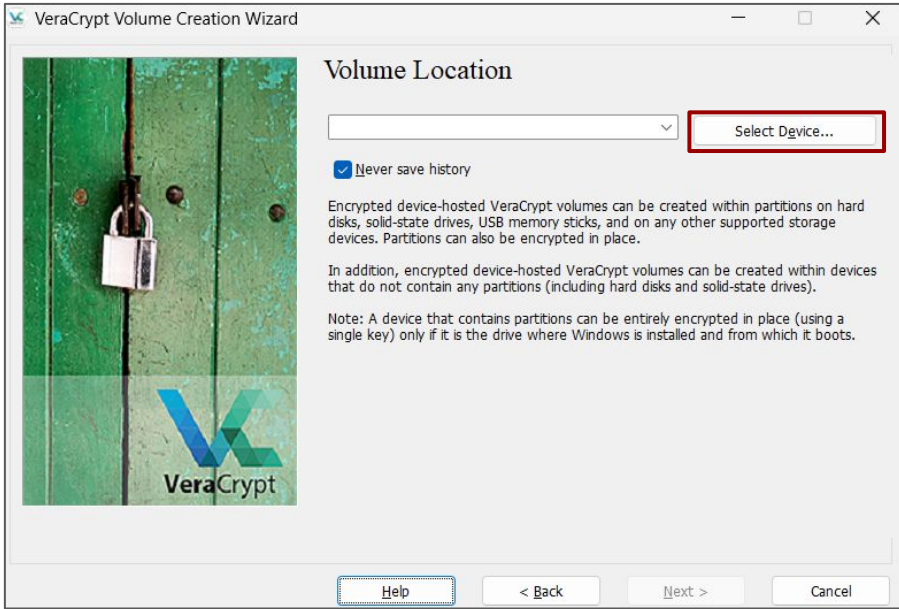 VeraCrypt Volume Creation Wizard
Volume Location
Select Device...
Never save history
Encrypted device-hosted VeraCrypt volumes can be created within partitions on hard
disks, solid-state drives, USB memory sticks, and on any other supported storage
devices. Partitions can also be encrypted in place.
In addition, encrypted device-hosted VeraCrypt volumes can be created within devices
that do not contain any partitions (including hard disks and solid-state drives).
Note: A device that contains partitions can be entirely encrypted in place (using a
single key) only if it is the drive where Windows is installed and from which it boots.
VeraCrypt
Help
< Back
Next >
Cancel